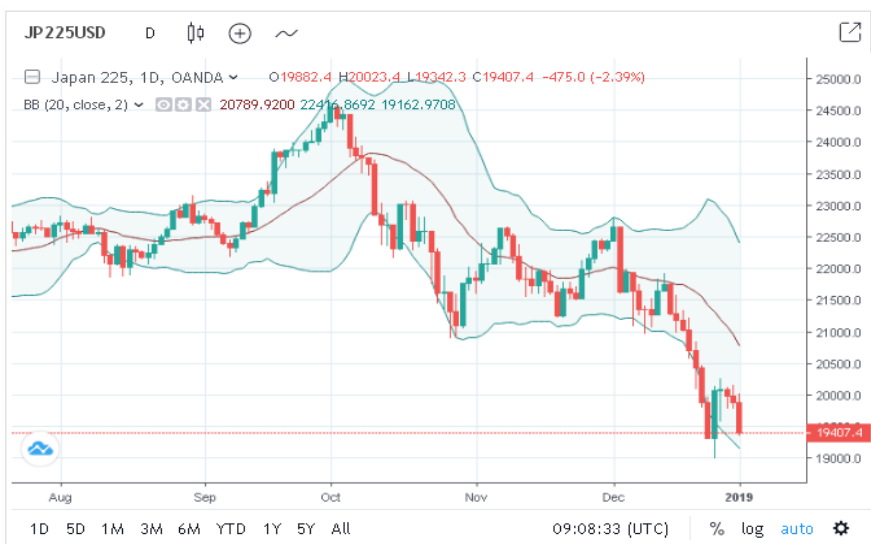 JP225USD D
Japan 225, 1D, OANDA O19882.4 H20023.4 L19342.3 C19407.4 -475.0 (-2.39%)
BB (20, close, 2) 20789.9200 22416.8692 19162.9708
25000.0
24500.0
24000.0
23500.0
23000.0
22500.0
22000.0
21500.0
21000.0
20500.0
20000.0
19407.4
19000.0
Aug Sep Oct Nov Dec 2019
1D 5D 1M 3M 6M YTD 1Y 5Y All 09:08:33 (UTC) % log auto